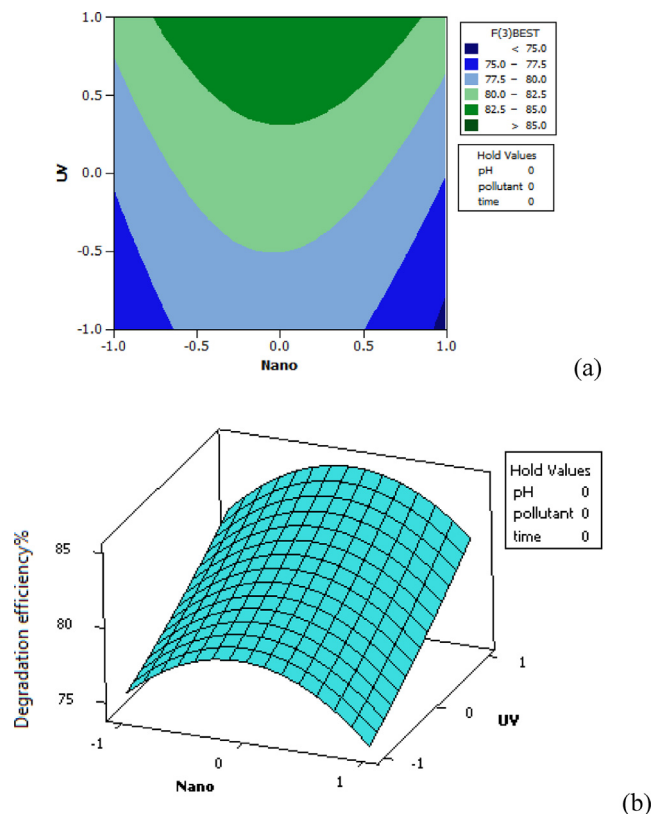 1.0
0.5
0.0
-0.5
-1.0
UV
-1.0 -0.5 0.0 0.5 1.0
Nano
F(3)BEST
< 75.0
75.0 – 77.5
77.5 – 80.0
80.0 – 82.5
82.5 – 85.0
> 85.0
Hold Values
pH 0
pollutant 0
time 0
(a)
Degradation efficiency%
85
80
75
-1 0 1
Nano
-1
0
1
UV
Hold Values
pH 0
pollutant 0
time 0
(b)